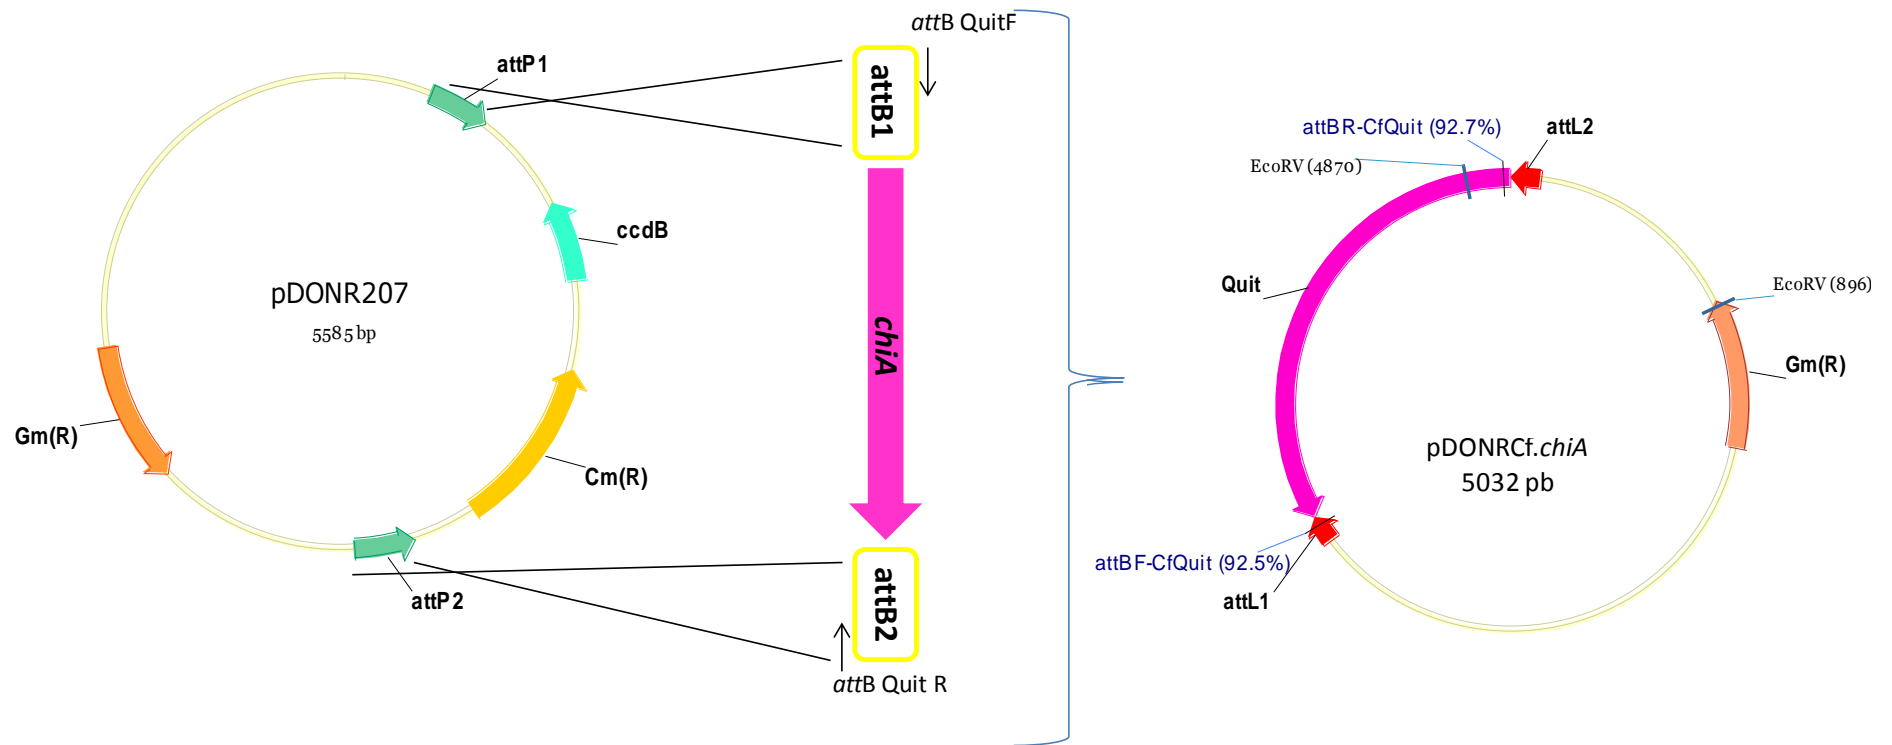 attB QuitF
attP1
attB1
ccdB
pDONR207
5585 bp
chiA
Gm(R)
Cm(R)
attP2
attB2
attB Quit R
attBR-CfQuit (92.7%)
attL2
EcoRV (4870)
EcoRV (896)
Quit
Gm(R)
pDONRCf.chiA
5032 pb
attBF-CfQuit (92.5%)
attL1